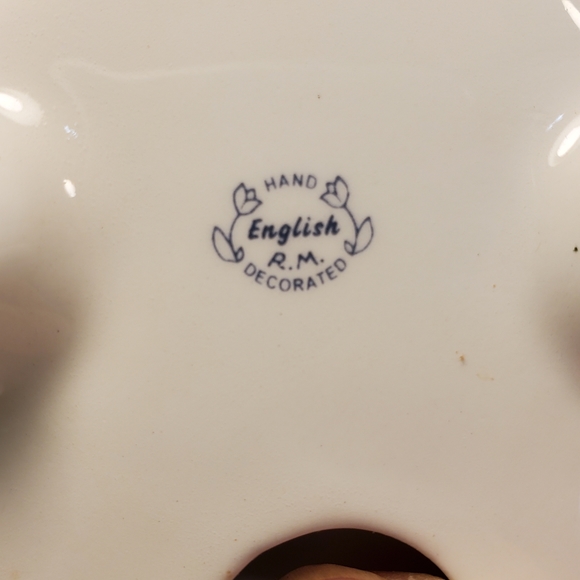 HAND
English
R.M.
DECORATED